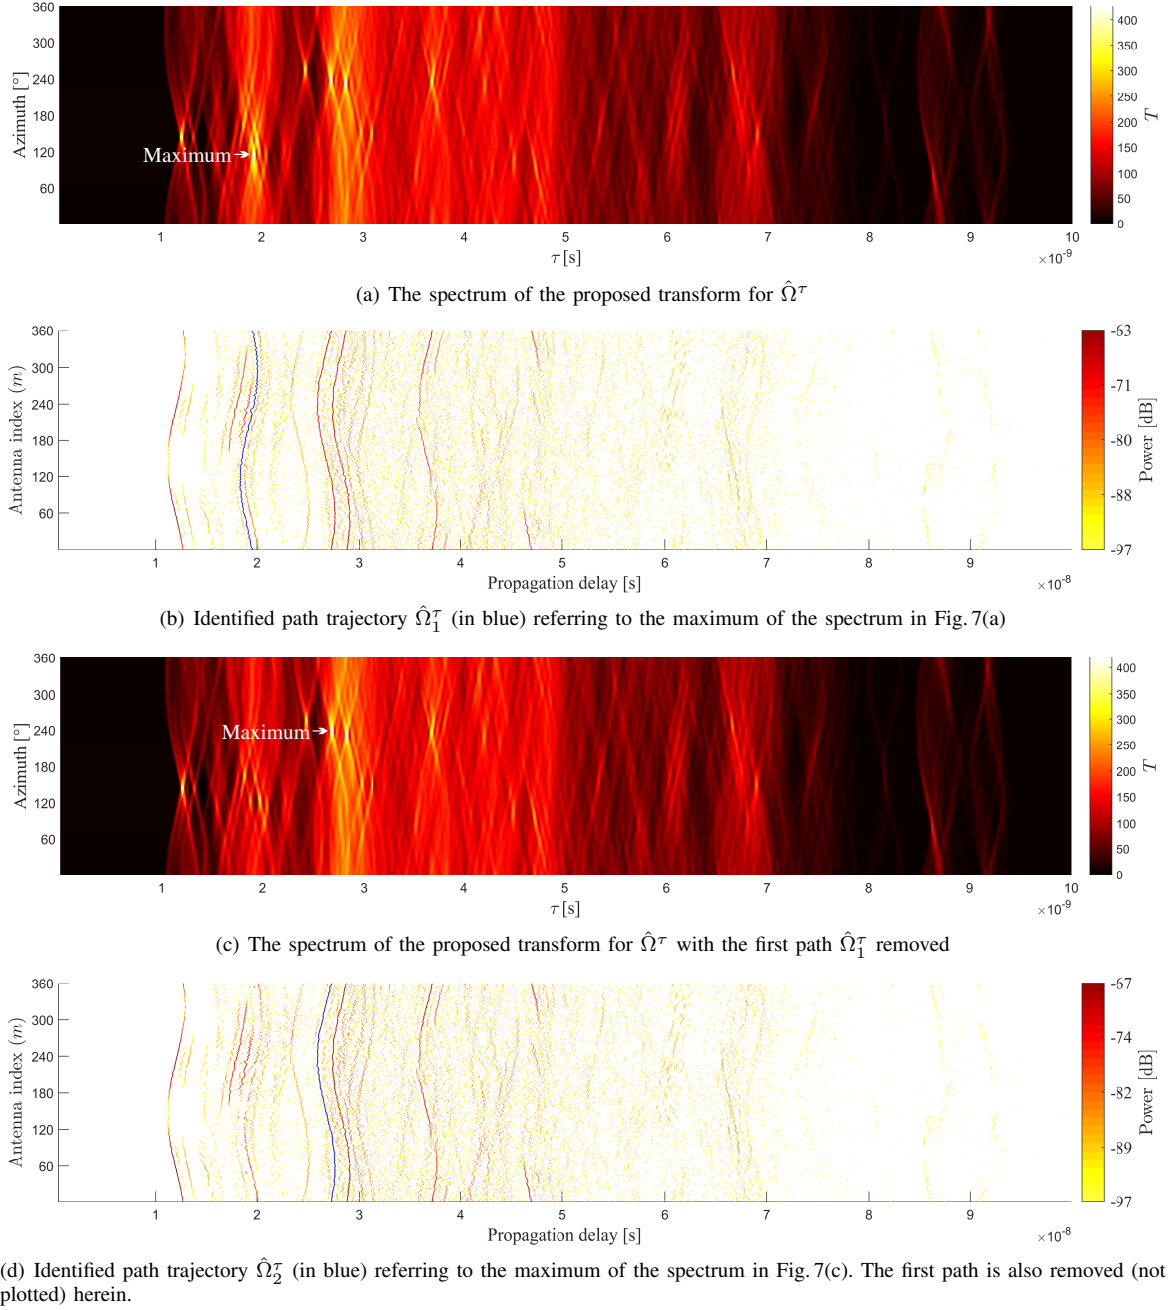 360
300
240
180
120
60
Azimuth [°]
Maximum
1 2 3 4 5 6 7 8 9 10
τ [s]
×10-9
400
350
300
250
200
150
100
50
0
T
(a) The spectrum of the proposed transform for Ω̂^τ
360
300
240
180
120
60
Antenna index (m)
1 2 3 4 5 6 7 8 9
Propagation delay [s]
×10-8
-63
-71
-80
-88
-97
Power [dB]
(b) Identified path trajectory Ω̂_1^τ (in blue) referring to the maximum of the spectrum in Fig. 7(a)
360
300
240
180
120
60
Azimuth [°]
Maximum
1 2 3 4 5 6 7 8 9 10
τ [s]
×10-9
400
350
300
250
200
150
100
50
0
T
(c) The spectrum of the proposed transform for Ω̂^τ with the first path Ω̂_1^τ removed
360
300
240
180
120
60
Antenna index (m)
1 2 3 4 5 6 7 8 9
Propagation delay [s]
×10-8
-67
-74
-82
-89
-97
Power [dB]
(d) Identified path trajectory Ω̂_2^τ (in blue) referring to the maximum of the spectrum in Fig. 7(c). The first path is also removed (not
plotted) herein.